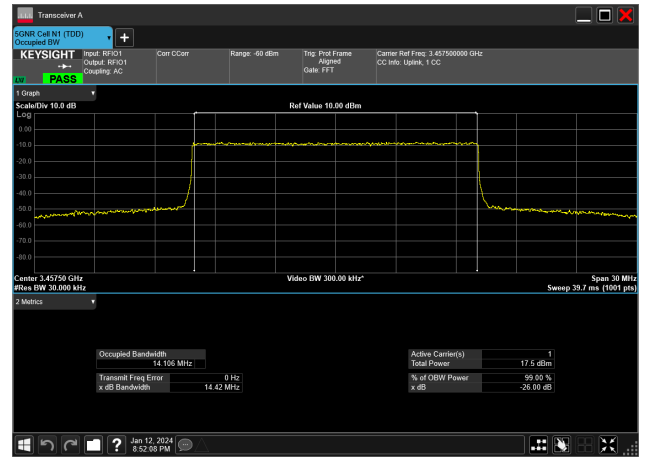 Transceiver A
5GNR Cell N1 (TDD)
Occupied BW
KEYSIGHT Input: RFIO1 Corr CCorr Range: -60 dBm Trig: Prot Frame Carrier Ref Freq: 3.457500000 GHz
Output: RFIO1 Aligned CC Info: Uplink, 1 CC
Coupling: AC Gate: FFT
LXI PASS
1 Graph
Scale/Div 10.0 dB Ref Value 10.00 dBm
Log
0.00
-10.0
-20.0
-30.0
-40.0
-50.0
-60.0
-70.0
-80.0
Center 3.45750 GHz Video BW 300.00 kHz* Span 30 MHz
#Res BW 30.000 kHz Sweep 39.7 ms (1001 pts)
2 Metrics
Occupied Bandwidth Active Carrier(s) 1
14.106 MHz Total Power 17.5 dBm
Transmit Freq Error 0 Hz % of OBW Power 99.00 %
x dB Bandwidth 14.42 MHz x dB -26.00 dB
Jan 12, 2024
8:52:08 PM